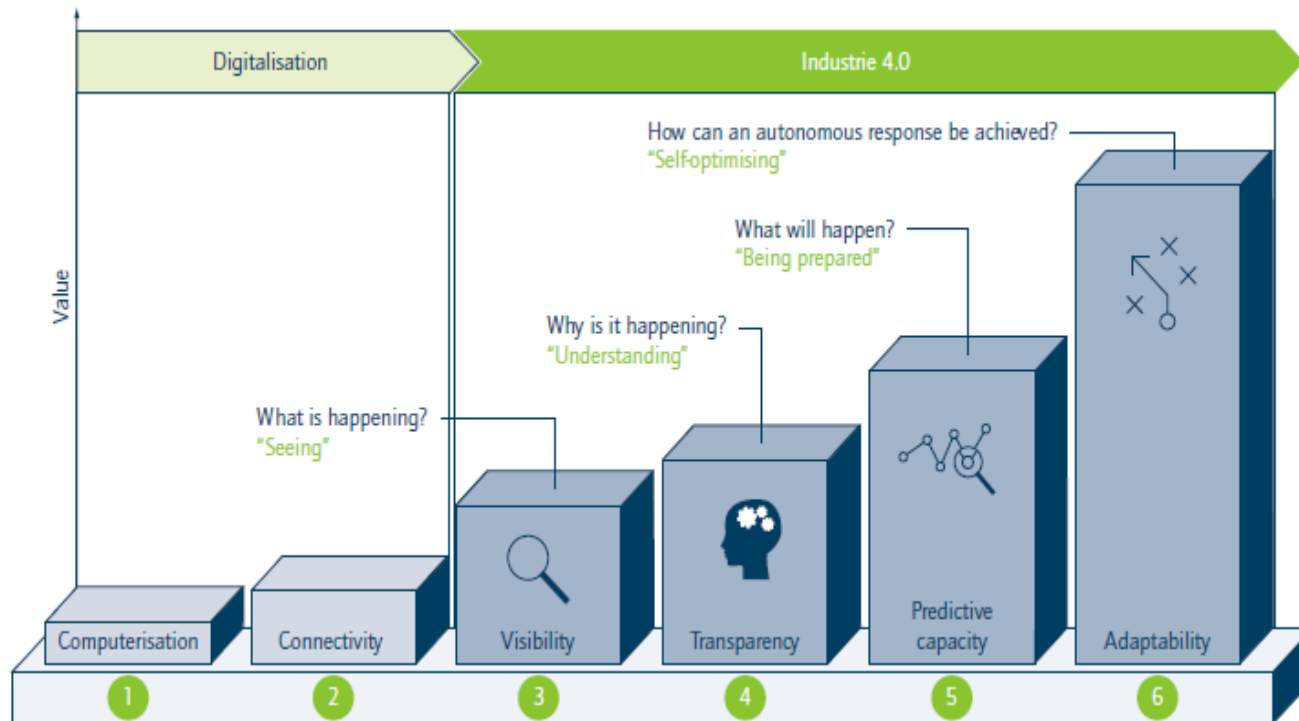 Digitalisation
Industrie 4.0
How can an autonomous response be achieved?
“Self-optimising”
What will happen?
“Being prepared”
Why is it happening?
“Understanding”
What is happening?
“Seeing”
Value
Computerisation
Connectivity
Visibility
Transparency
Predictive
capacity
Adaptability
1
2
3
4
5
6